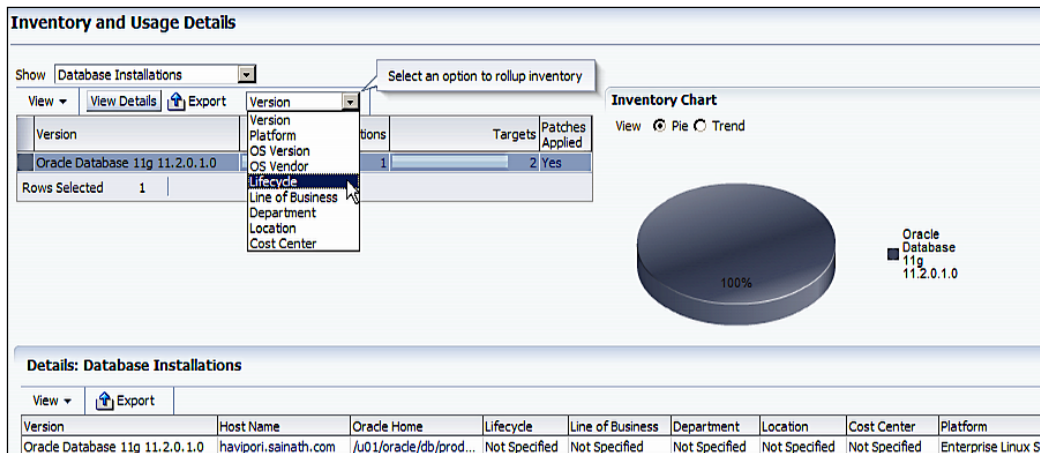 Inventory and Usage Details
Show Database Installations
Select an option to rollup inventory
View View Details Export Version
Version
Platform
OS Version
OS Vendor
Lifecycle
Line of Business
Department
Location
Cost Center
Version Targets Patches Applied
Oracle Database 11g 11.2.0.1.0 1 2 Yes
Rows Selected 1
Inventory Chart
View Pie Trend
100%
Oracle
Database
11g
11.2.0.1.0
Details: Database Installations
View Export
Version Host Name Oracle Home Lifecycle Line of Business Department Location Cost Center Platform
Oracle Database 11g 11.2.0.1.0 havipori.sainath.com /u01/oracle/db/prod... Not Specified Not Specified Not Specified Not Specified Not Specified Enterprise Linux S